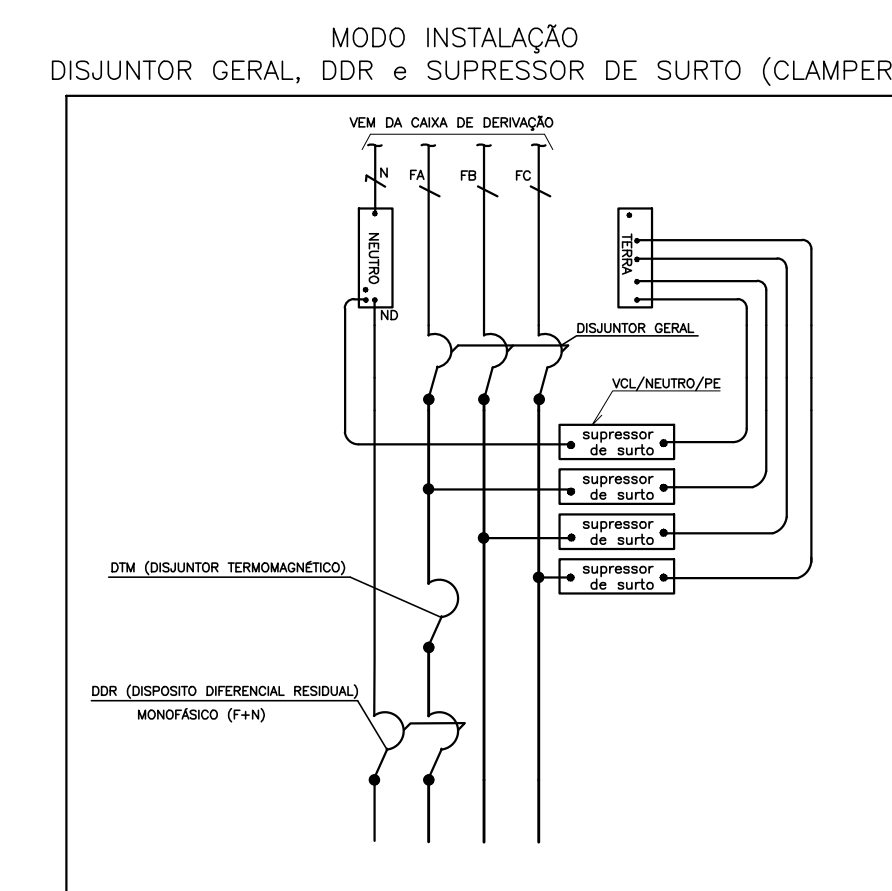 MODO INSTALAÇÃO
DISJUNTOR GERAL, DDR e SUPRESSOR DE SURTO (CLAMPER
VEM DA CAIXA DE DERIVAÇÃO
N
FA
FB
FC
NEUTRO
TERRA
ND
DISJUNTOR GERAL
VCL/NEUTRO/PE
supressor
de surto
supressor
de surto
supressor
de surto
supressor
de surto
DTM (DISJUNTOR TERMOMAGNÉTICO)
DDR (DISPOSITO DIFERENCIAL RESIDUAL)
MONOFÁSICO (F+N)